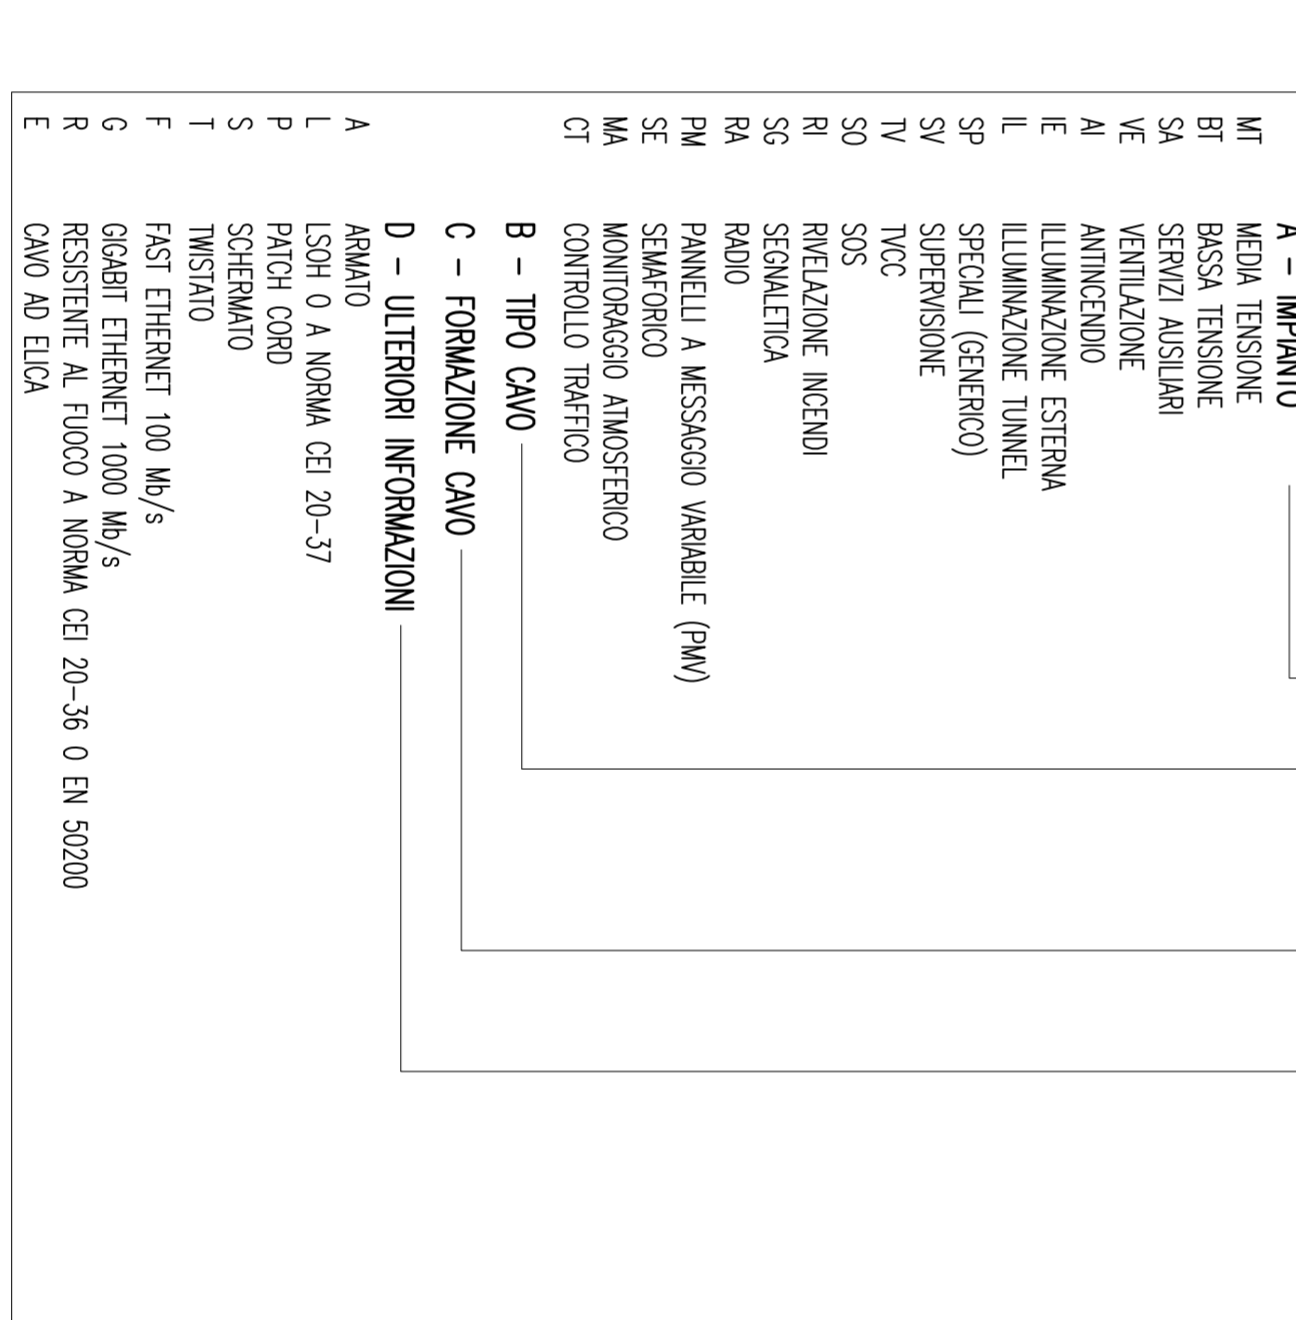 A – IMPIANTO
MT MEDIA TENSIONE
BT BASSA TENSIONE
SA SERVIZI AUSILIARI
VE VENTILAZIONE
AI ANTINCENDIO
IE ILLUMINAZIONE ESTERNA
IL ILLUMINAZIONE TUNNEL
SP SPECIALI (GENERICO)
SV SUPERVISIONE
TV TVCC
SO SOS
RI RIVELAZIONE INCENDI
SG SEGNALETICA
RA RADIO
PM PANNELLI A MESSAGGIO VARIABILE (PMV)
SE SEMAFORICO
MA MONITORAGGIO ATMOSFERICO
CT CONTROLLO TRAFFICO
B – TIPO CAVO
C – FORMAZIONE CAVO
D – ULTERIORI INFORMAZIONI
A ARMATO
L LSOH O A NORMA CEI 20-37
P PATCH CORD
S SCHERMATO
T TWISTATO
F FAST ETHERNET 100 Mb/s
G GIGABIT ETHERNET 1000 Mb/s
R RESISTENTE AL FUOCO A NORMA CEI 20-36 O EN 50200
E CAVO AD ELICA